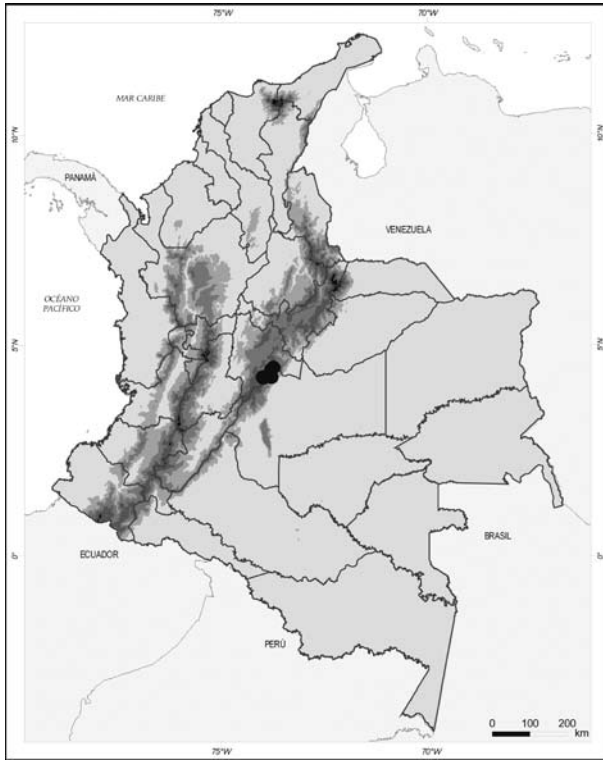 75°W
70°W
MAR CARIBE
10°N
10°N
PANAMÁ
VENEZUELA
OCÉANO
PACÍFICO
5°N
5°N
ECUADOR
BRASIL
0°
0°
PERÚ
0 100 200
km
75°W
70°W